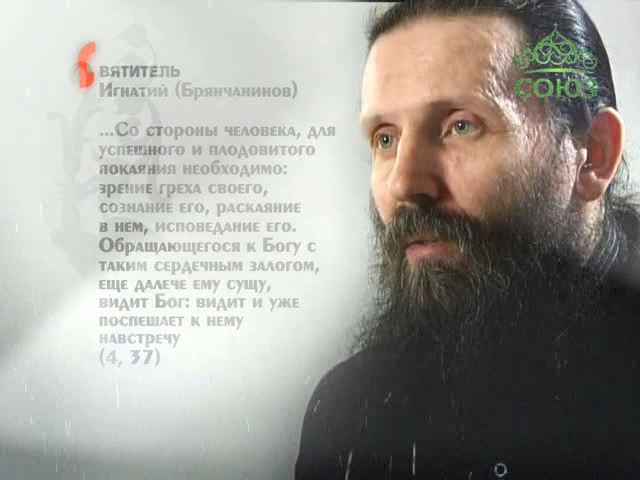 Святитель
Игнатий (Брянчанинов)
...Со стороны человека, для
успешного и плодовитого
покаяния необходимо:
зрение греха своего,
сознание его, раскаяние
в нем, исповедание его.
Обращающегося к Богу с
таким сердечным залогом,
еще далече ему сущу,
видит Бог: видит и уже
поспешает к нему
навстречу
(4, 37)
СОЮЗ